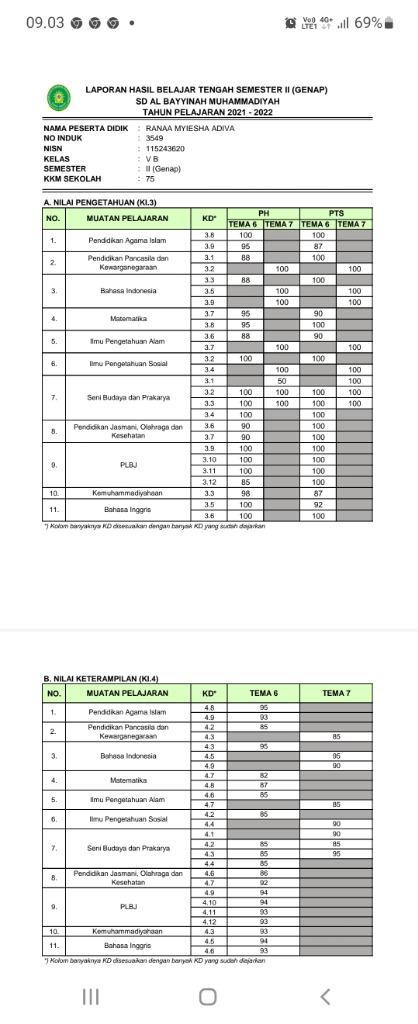 09.03
Vo)) 4G+ LTE1 69%
LAPORAN HASIL BELAJAR TENGAH SEMESTER II (GENAP)
SD AL BAYYINAH MUHAMMADIYAH
TAHUN PELAJARAN 2021 - 2022
NAMA PESERTA DIDIK : RANAA MYIESHA ADIVA
NO INDUK : 3549
NISN : 115243620
KELAS : V B
SEMESTER : II (Genap)
KKM SEKOLAH : 75
A. NILAI PENGETAHUAN (KI.3)
NO. MUATAN PELAJARAN KD* PH PTS
TEMA 6 TEMA 7 TEMA 6 TEMA 7
1. Pendidikan Agama Islam 3.8 100 100
3.9 95 87
2. Pendidikan Pancasila dan Kewarganegaraan 3.1 88 100
3.2 100 100
3. Bahasa Indonesia 3.3 88 100
3.5 100 100
3.9 100 100
4. Matematika 3.7 95 90
3.8 95 100
5. Ilmu Pengetahuan Alam 3.6 88 90
3.7 100 100
6. Ilmu Pengetahuan Sosial 3.2 100 100
3.4 100 100
7. Seni Budaya dan Prakarya 3.1 50 100
3.2 100 100 100 100
3.3 100 100 100 100
3.4 100 100
8. Pendidikan Jasmani, Olahraga dan Kesehatan 3.6 90 100
3.7 90 100
9. PLBJ 3.9 100 100
3.10 100 100
3.11 100 100
3.12 85 100
10. Kemuhammadiyahaan 3.3 98 87
11. Bahasa Inggris 3.5 100 92
3.6 100 100
*) Kolom banyaknya KD disesuaikan dengan banyak KD yang sudah diajarkan
B. NILAI KETERAMPILAN (KI.4)
NO. MUATAN PELAJARAN KD* TEMA 6 TEMA 7
1. Pendidikan Agama Islam 4.8 95
4.9 93
2. Pendidikan Pancasila dan Kewarganegaraan 4.2 85
4.3 85
3. Bahasa Indonesia 4.3 95
4.5 95
4.9 90
4. Matematika 4.7 82
4.8 87
5. Ilmu Pengetahuan Alam 4.6 85
4.7 85
6. Ilmu Pengetahuan Sosial 4.2 85
4.4 90
7. Seni Budaya dan Prakarya 4.1 90
4.2 85 85
4.3 85 95
4.4 85
8. Pendidikan Jasmani, Olahraga dan Kesehatan 4.6 86
4.7 92
9. PLBJ 4.9 94
4.10 94
4.11 93
4.12 93
10. Kemuhammadiyahaan 4.3 93
11. Bahasa Inggris 4.5 94
4.6 93
*) Kolom banyaknya KD disesuaikan dengan banyak KD yang sudah diajarkan